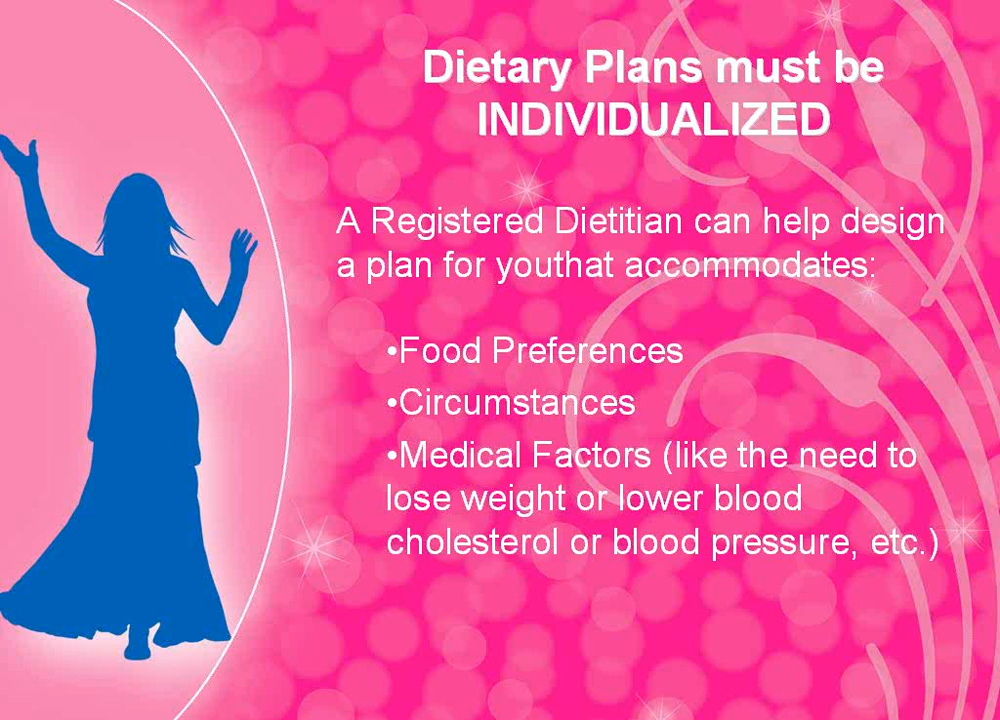 Dietary Plans must be
INDIVIDUALIZED
A Registered Dietitian can help design
a plan for youthat accommodates:
•Food Preferences
•Circumstances
•Medical Factors (like the need to
lose weight or lower blood
cholesterol or blood pressure, etc.)